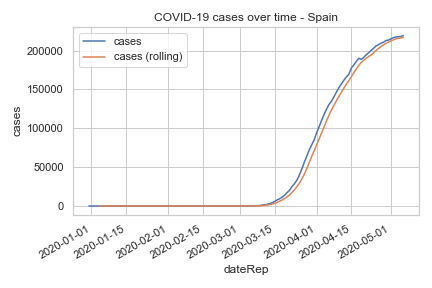 COVID-19 cases over time - Spain
cases
cases (rolling)
200000
150000
100000
50000
0
cases
2020-01-01
2020-01-15
2020-02-01
2020-02-15
2020-03-01
2020-03-15
2020-04-01
2020-04-15
2020-05-01
dateRep